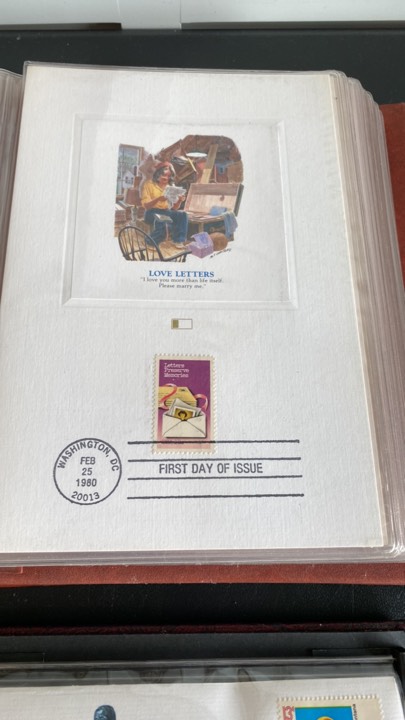 LOVE LETTERS
"I love you more than life itself.
Please marry me."
Letters
Preserve
Memories
WASHINGTON, DC
FEB
25
1980
20013
FIRST DAY OF ISSUE
13